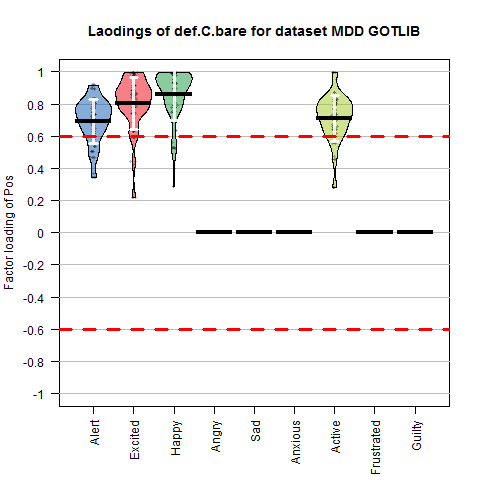 Laodings of def.C.bare for dataset MDD GOTLIB
Factor loading of Pos
1
0.8
0.6
0.4
0.2
0
-0.2
-0.4
-0.6
-0.8
-1
Alert
Excited
Happy
Angry
Sad
Anxious
Active
Frustrated
Guilty